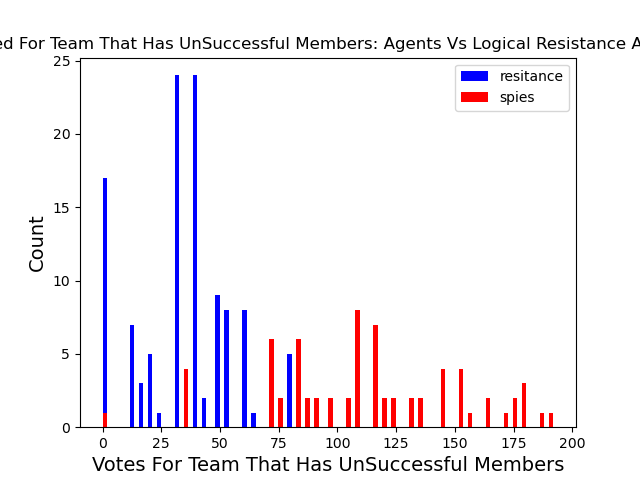 ed For Team That Has UnSuccessful Members: Agents Vs Logical Resistance A
25
20
15
10
5
0
Count
resitance
spies
0 25 50 75 100 125 150 175 200
Votes For Team That Has UnSuccessful Members